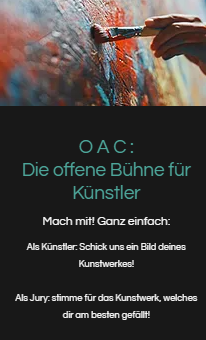 OAC:
Die offene Bühne für
Künstler
Mach mit! Ganz einfach:
Als Künstler: Schick uns ein Bild deines
Kunstwerkes!
Als Jury: stimme für das Kunstwerk, welches
dir am besten gefällt!